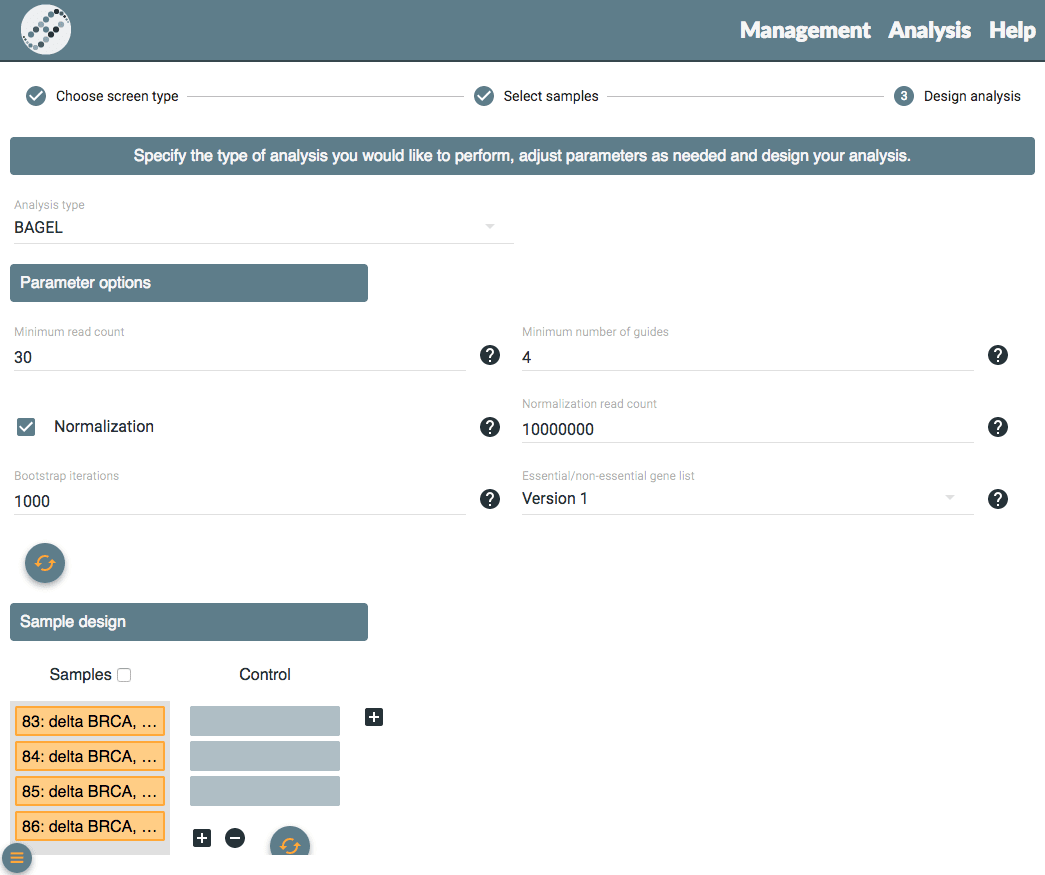 Management Analysis Help
Choose screen type Select samples 3 Design analysis
Specify the type of analysis you would like to perform, adjust parameters as needed and design your analysis.
Analysis type
BAGEL
Parameter options
Minimum read count Minimum number of guides
30 ? 4 ?
Normalization read count
Normalization ? 10000000 ?
Bootstrap iterations Essential/non-essential gene list
1000 ? Version 1 ?
Sample design
Samples Control
83: delta BRCA, ...
84: delta BRCA, ...
85: delta BRCA, ...
86: delta BRCA, ...